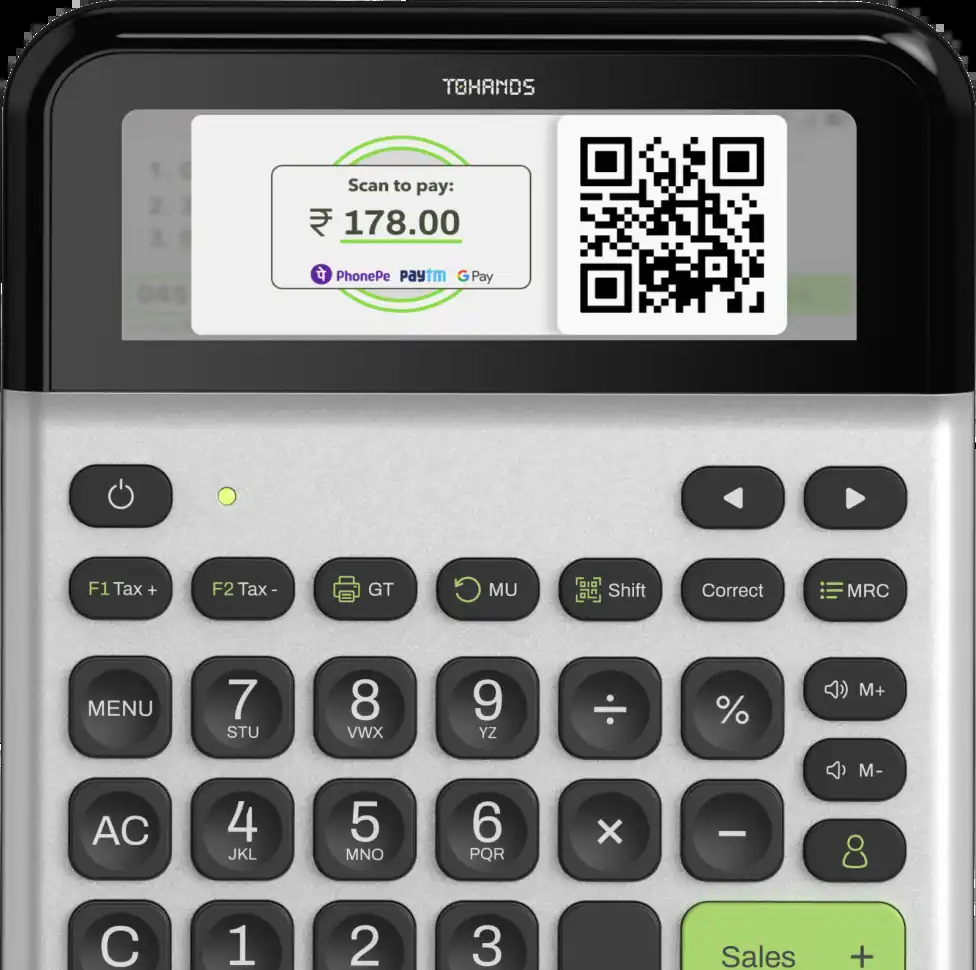 TOHANDS
Scan to pay:
₹ 178.00
PhonePe paytm G Pay
F1 Tax + F2 Tax - GT MU Shift Correct MRC
MENU 7 8 9 ÷ %
STU VWX YZ
M+
M-
AC 4 5 6 × −
JKL MNO PQR
C 1 2 3
Sales +